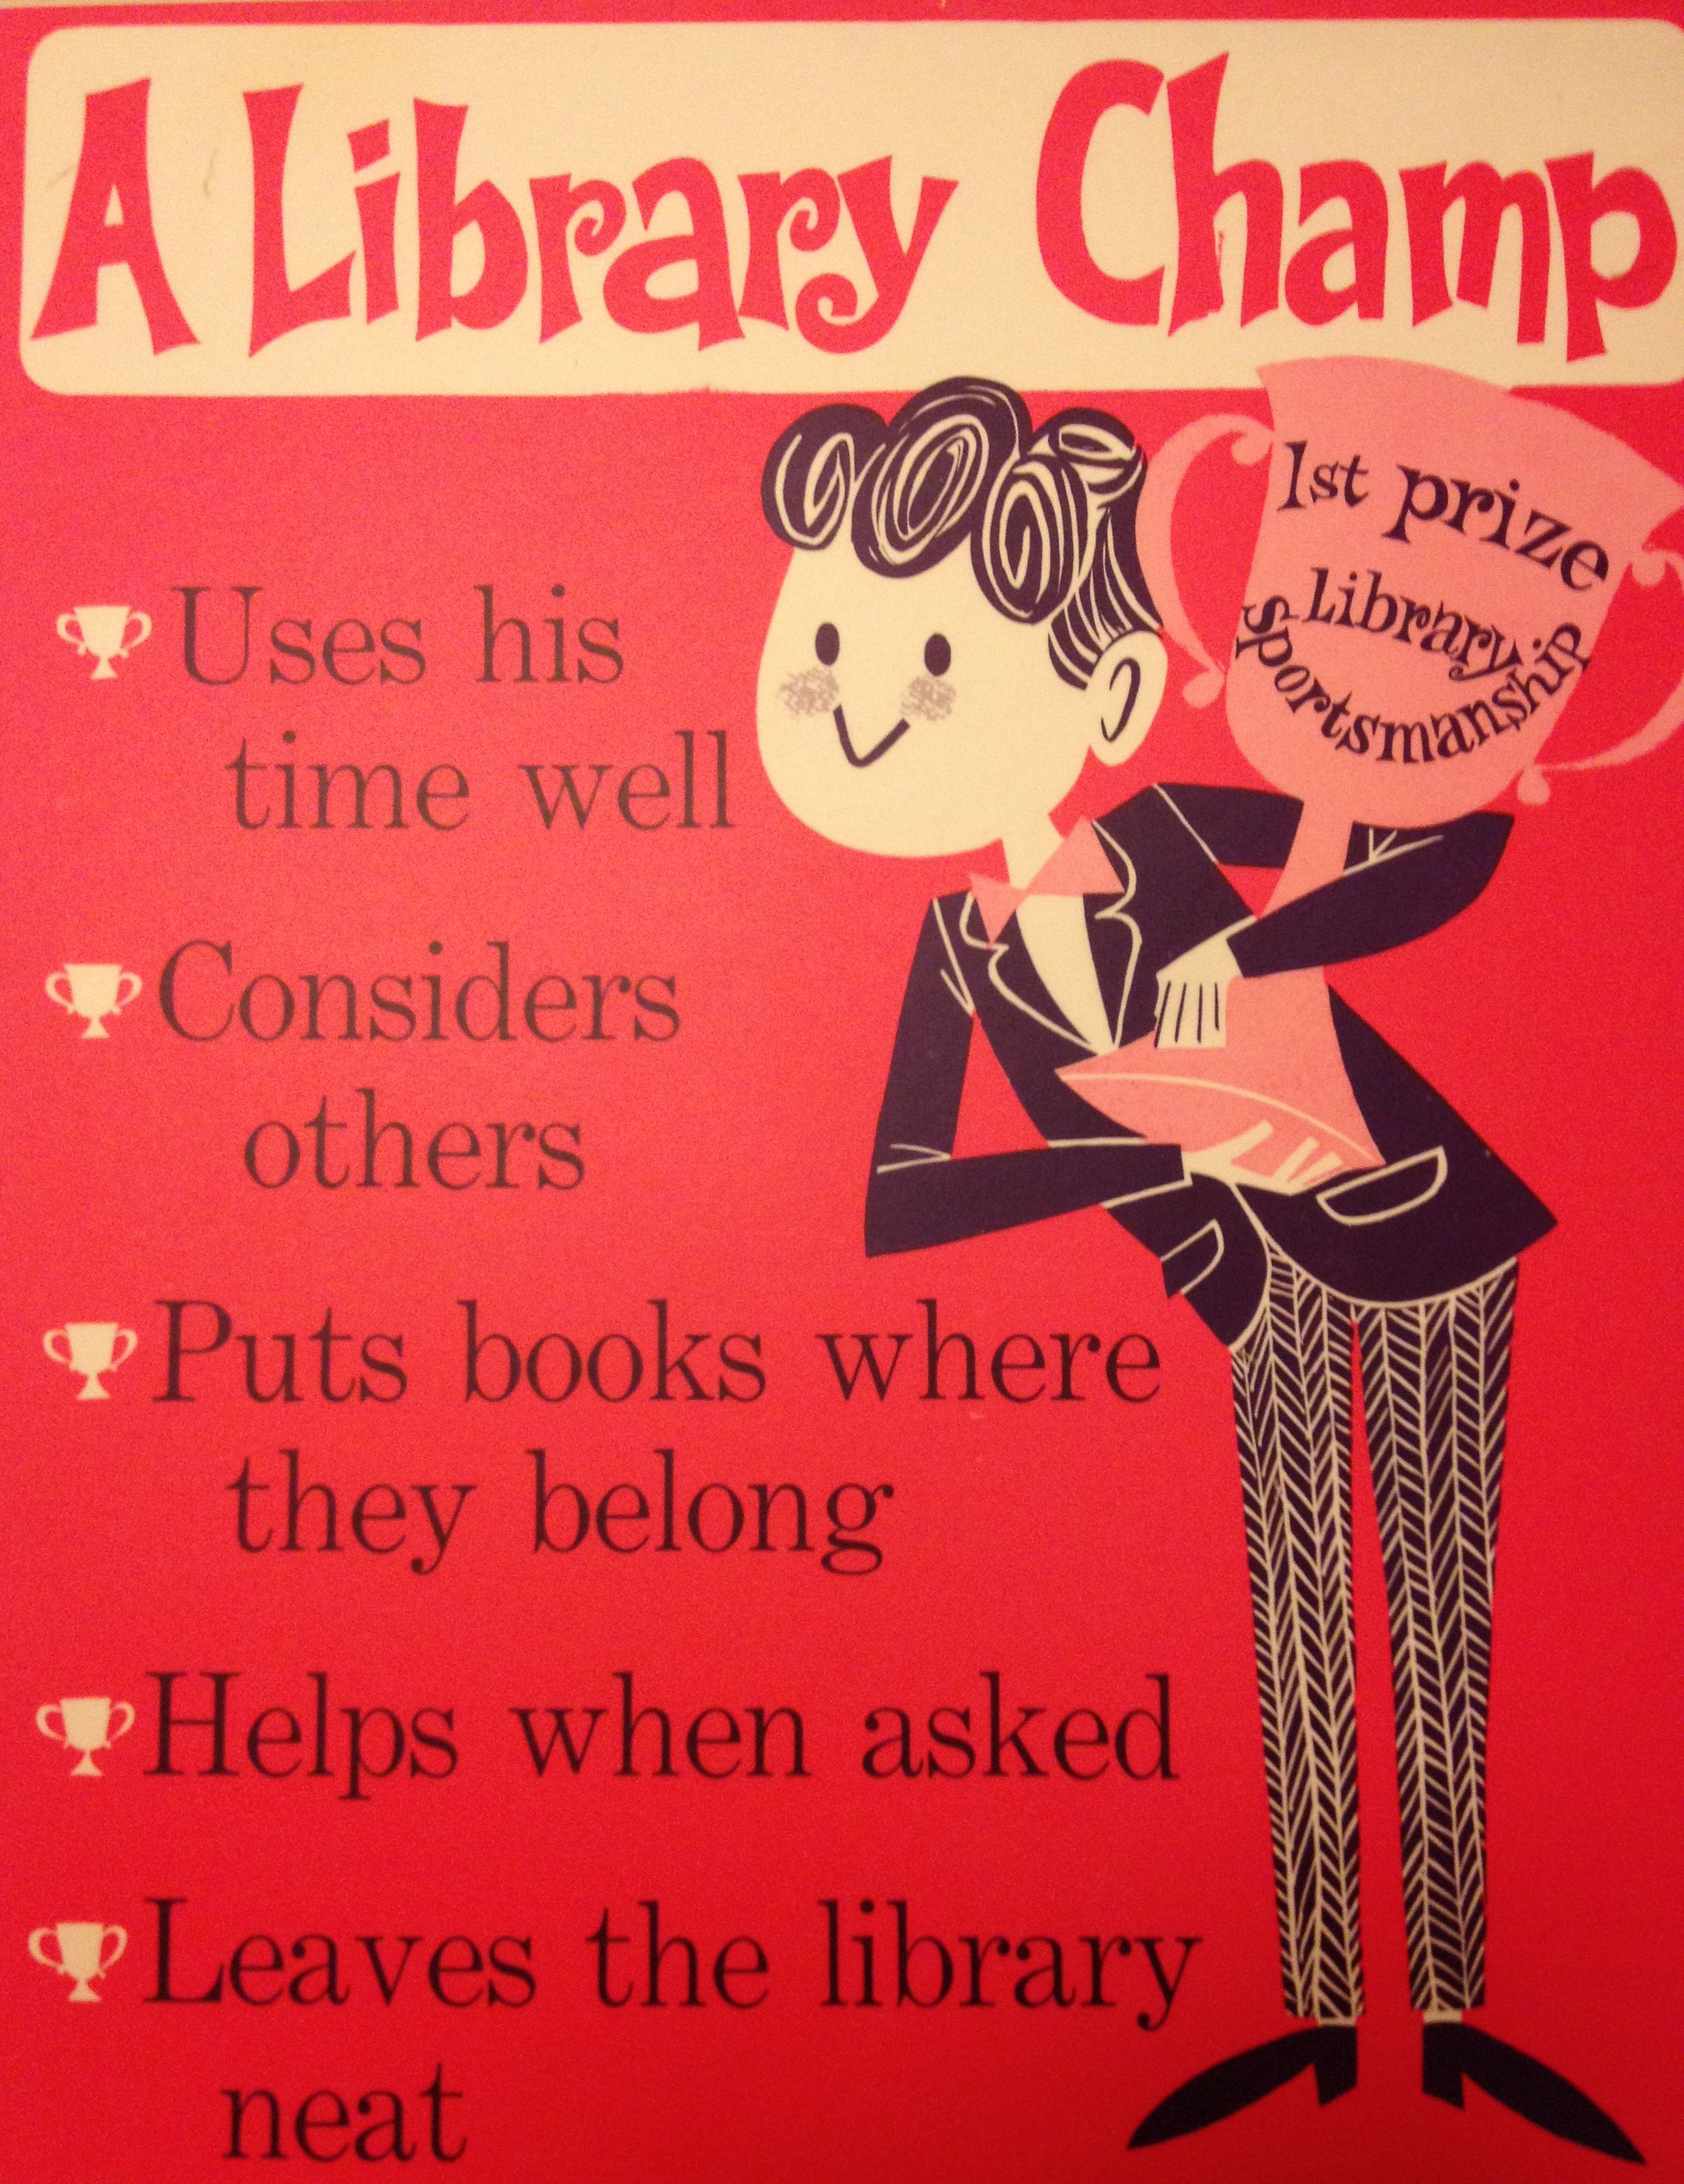 A Library Champ
1st prize
Library
Sportsmanship
Uses his
time well
Considers
others
Puts books where
they belong
Helps when asked
Leaves the library
neat